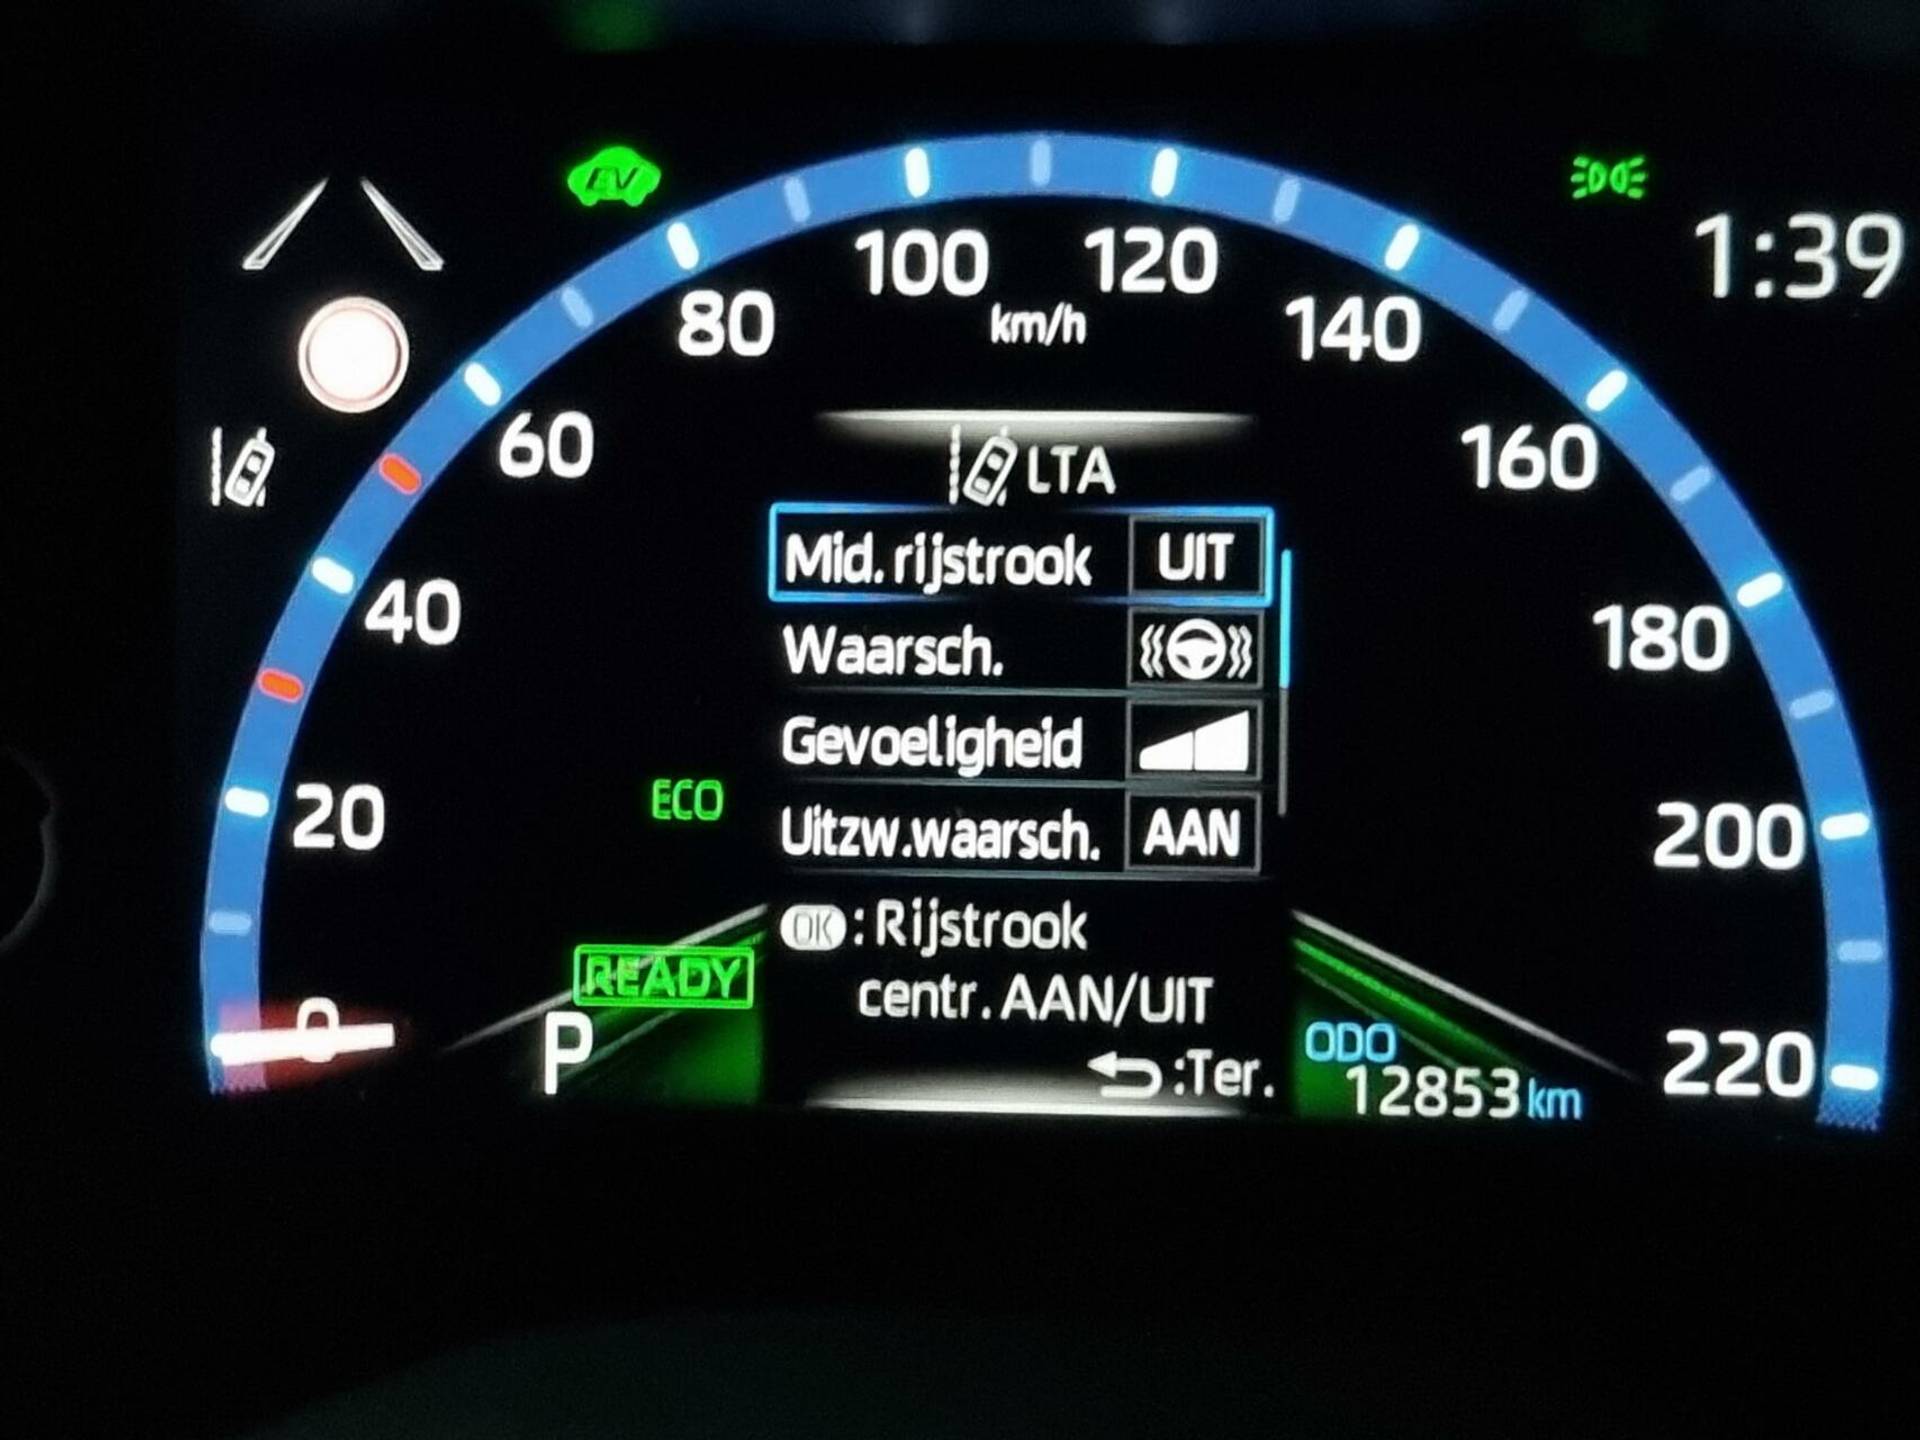 EV
1:39
100
120
80
km/h
140
60
160
LTA
Mid. rijstrook UIT
40
Waarsch.
180
Gevoeligheid
ECO
20
Uitzw.waarsch. AAN
200
OK : Rijstrook
READY
centr. AAN/UIT
0
P
ODO
:Ter.
220
12853 km